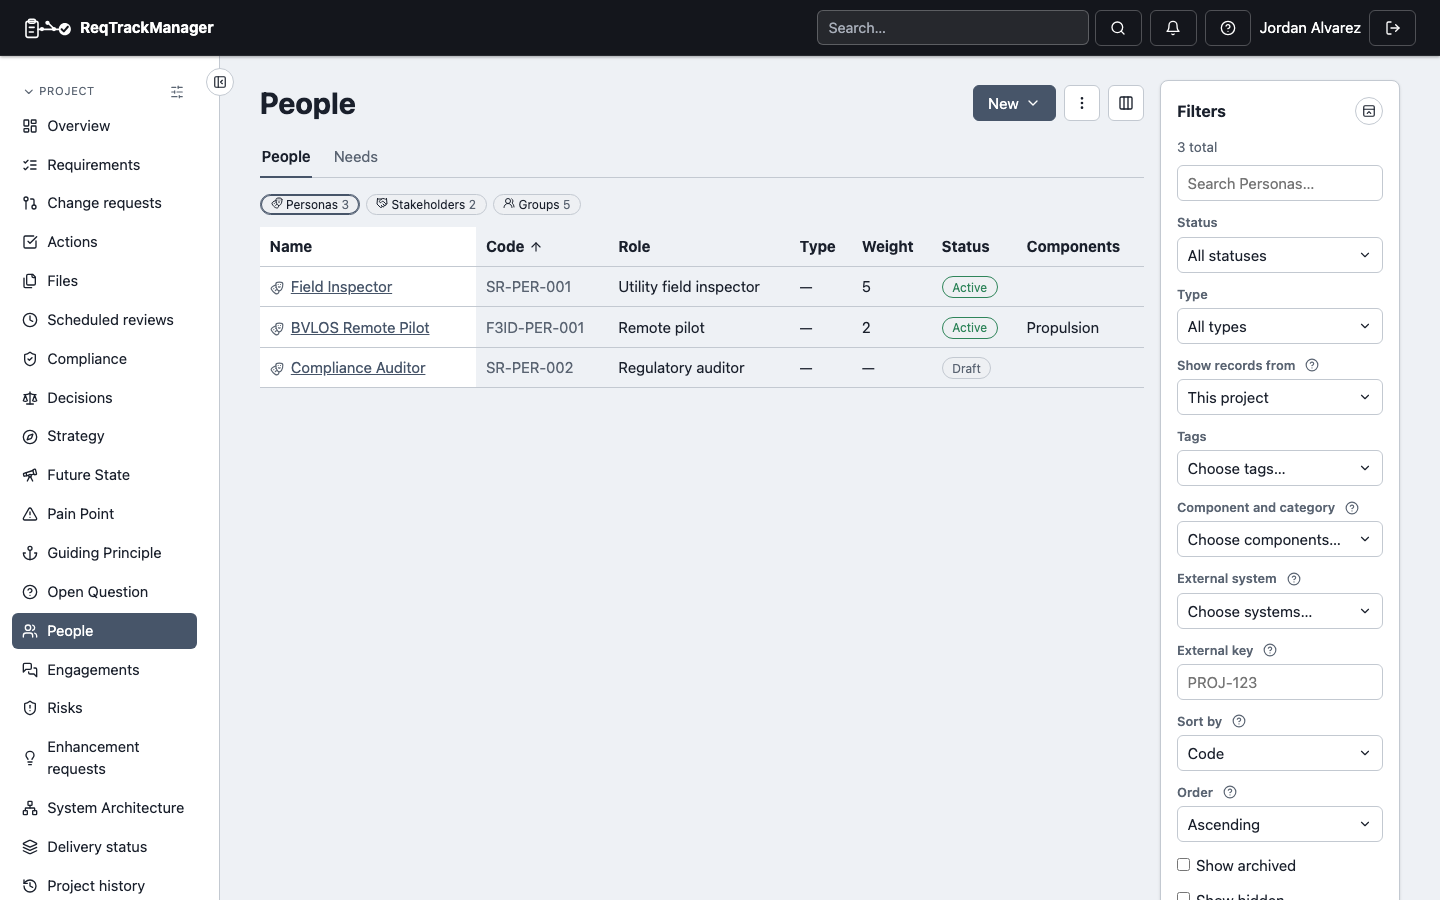 ReqTrackManager
Search...
Jordan Alvarez
PROJECT
Overview
Requirements
Change requests
Actions
Files
Scheduled reviews
Compliance
Decisions
Strategy
Future State
Pain Point
Guiding Principle
Open Question
People
Engagements
Risks
Enhancement
requests
System Architecture
Delivery status
Project history
People
New
People Needs
Personas 3 Stakeholders 2 Groups 5
Name Code Role Type Weight Status Components
Field Inspector SR-PER-001 Utility field inspector — 5 Active
BVLOS Remote Pilot F3ID-PER-001 Remote pilot — 2 Active Propulsion
Compliance Auditor SR-PER-002 Regulatory auditor — — Draft
Filters
3 total
Search Personas...
Status
All statuses
Type
All types
Show records from
This project
Tags
Choose tags...
Component and category
Choose components...
External system
Choose systems...
External key
PROJ-123
Sort by
Code
Order
Ascending
Show archived
Show hidden